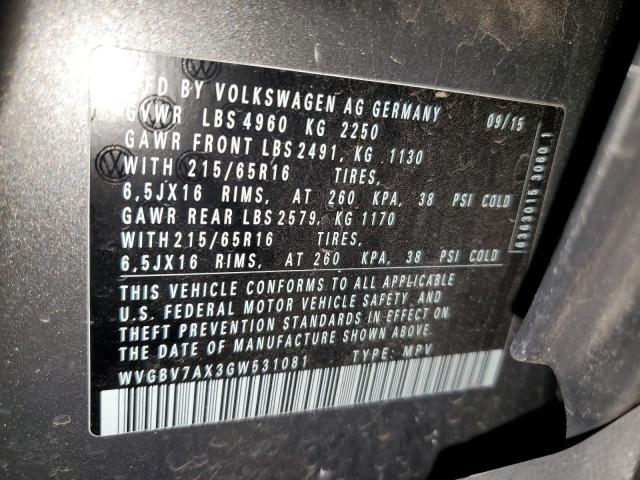 MFD BY VOLKSWAGEN AG GERMANY 09/15
GVWR LBS 4960 KG 2250
GAWR FRONT LBS 2491, KG 1130
WITH 215/65R16 TIRES,
6,5JX16 RIMS, AT 260 KPA, 38 PSI COLD
GAWR REAR LBS 2579, KG 1170
WITH 215/65R16 TIRES,
6,5JX16 RIMS, AT 260 KPA, 38 PSI COLD
THIS VEHICLE CONFORMS TO ALL APPLICABLE
U.S. FEDERAL MOTOR VEHICLE SAFETY, AND
THEFT PREVENTION STANDARDS IN EFFECT ON
THE DATE OF MANUFACTURE SHOWN ABOVE.
WVGBV7AX3GW531081 TYPE: MPV